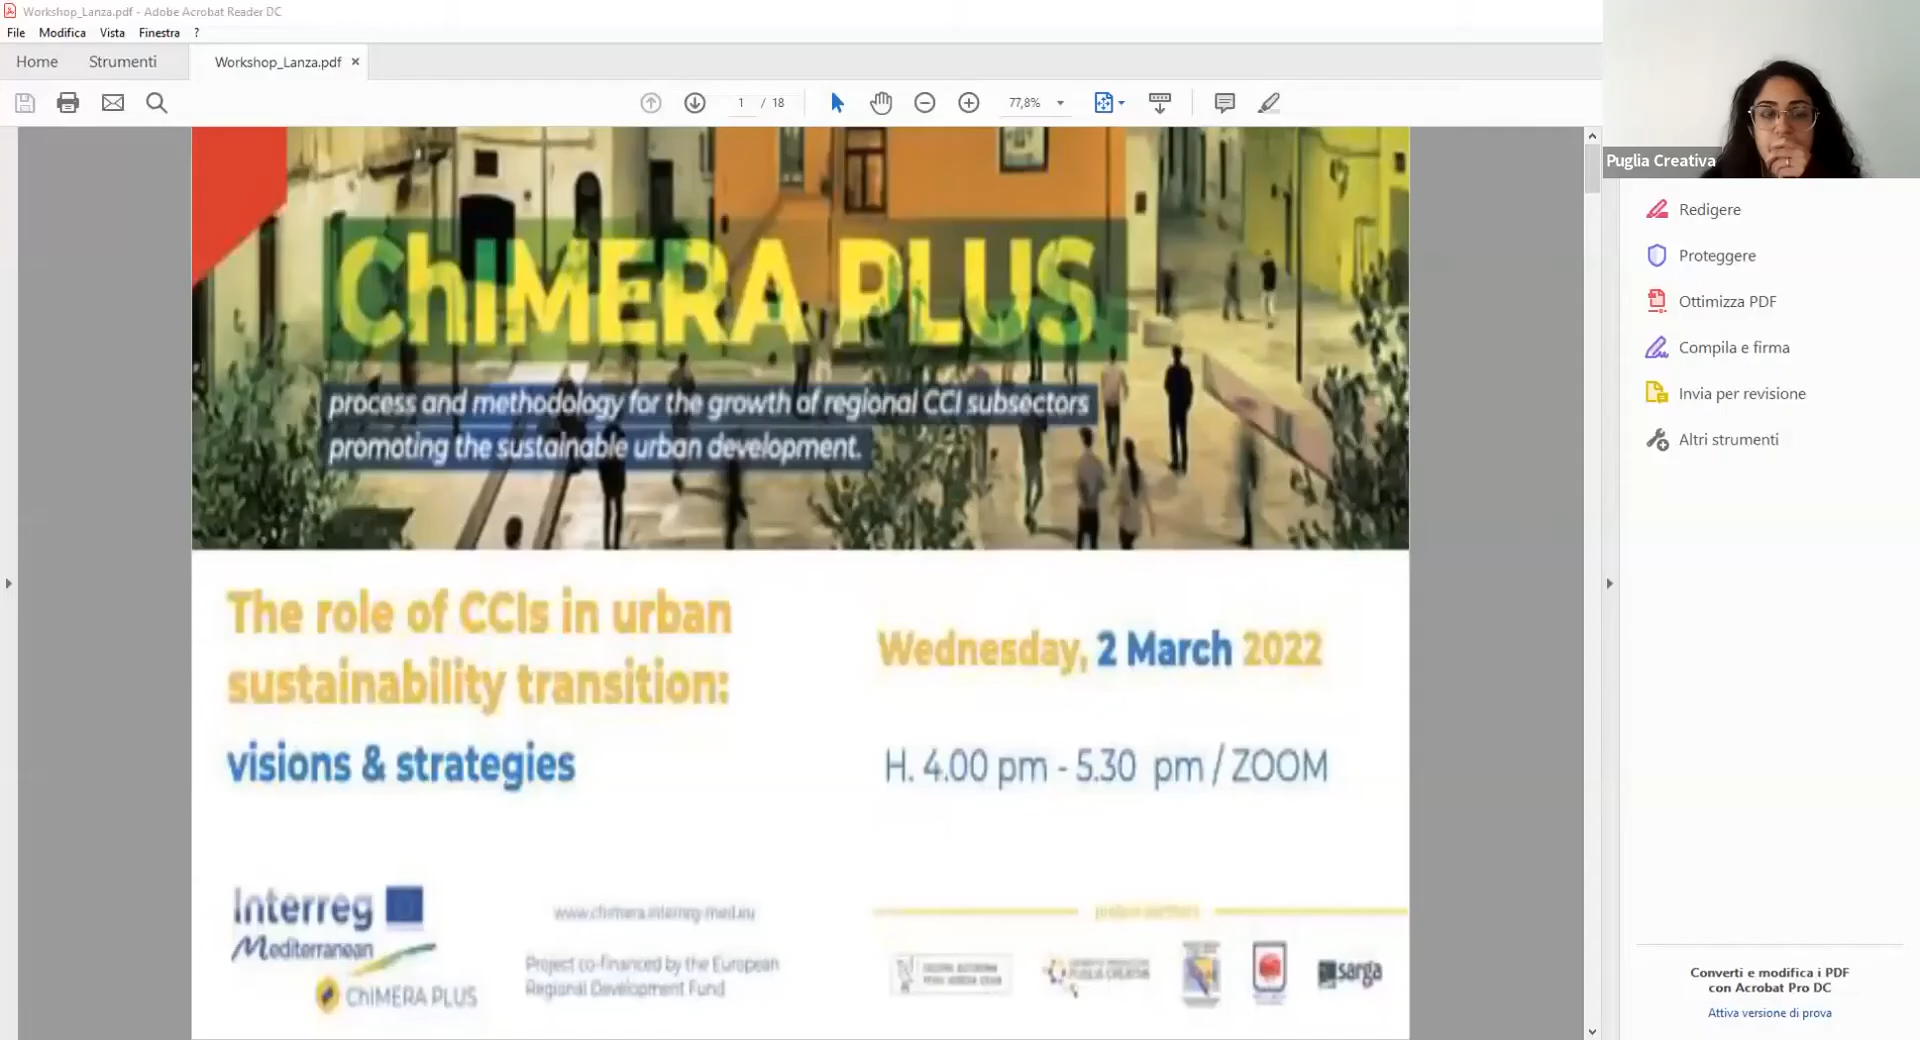 Workshop_Lanza.pdf - Adobe Acrobat Reader DC
File Modifica Vista Finestra ?
Home Strumenti Workshop_Lanza.pdf ×
1 / 18 77,8%
Puglia Creativa
ChIMERA PLUS
process and methodology for the growth of regional CCI subsectors
promoting the sustainable urban development.
The role of CCIs in urban
sustainability transition:
visions & strategies
Wednesday, 2 March 2022
H. 4.00 pm - 5.30 pm / ZOOM
Interreg
Mediterranean
ChIMERA PLUS
www.chimera.interreg-med.eu
Project co-financed by the European
Regional Development Fund
project partners
PUGLIA CREATIVA
sarga
Redigere
Proteggere
Ottimizza PDF
Compila e firma
Invia per revisione
Altri strumenti
Converti e modifica i PDF
con Acrobat Pro DC
Attiva versione di prova